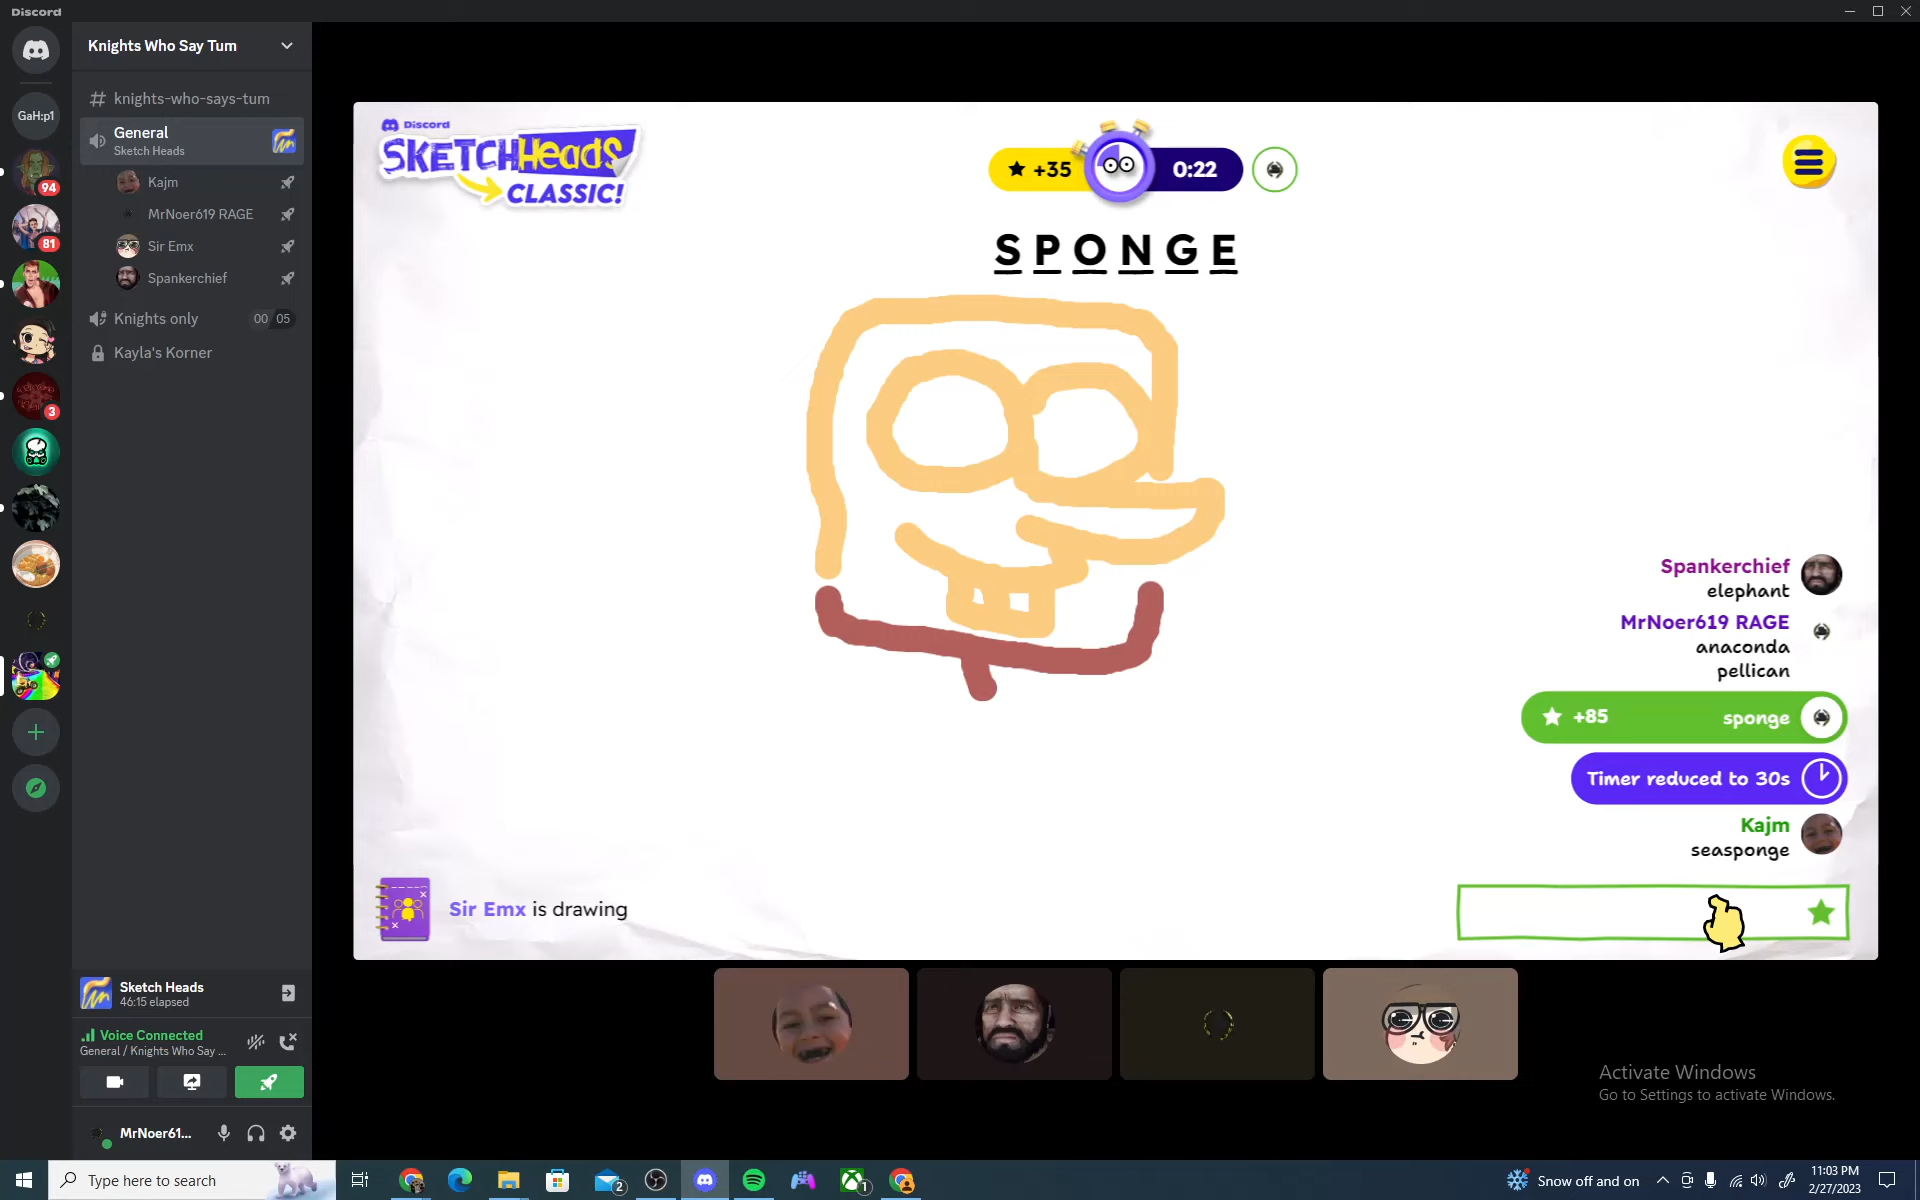 Discord
Knights Who Say Tum
knights-who-says-tum
General
Sketch Heads
Kajm
MrNoer619 RAGE
Sir Emx
Spankerchief
Knights only
00 05
Kayla's Korner
GaH:p1
94
81
3
Discord
SKETCHHeadS
CLASSIC!
+35
0:22
SPONGE
Spankerchief
elephant
MrNoer619 RAGE
anaconda
pellican
+85 sponge
Timer reduced to 30s
Kajm
seasponge
Sir Emx is drawing
Sketch Heads
46:15 elapsed
Voice Connected
General / Knights Who Say ...
MrNoer61...
Activate Windows
Go to Settings to activate Windows.
Type here to search
2
1
Snow off and on
11:03 PM
2/27/2023